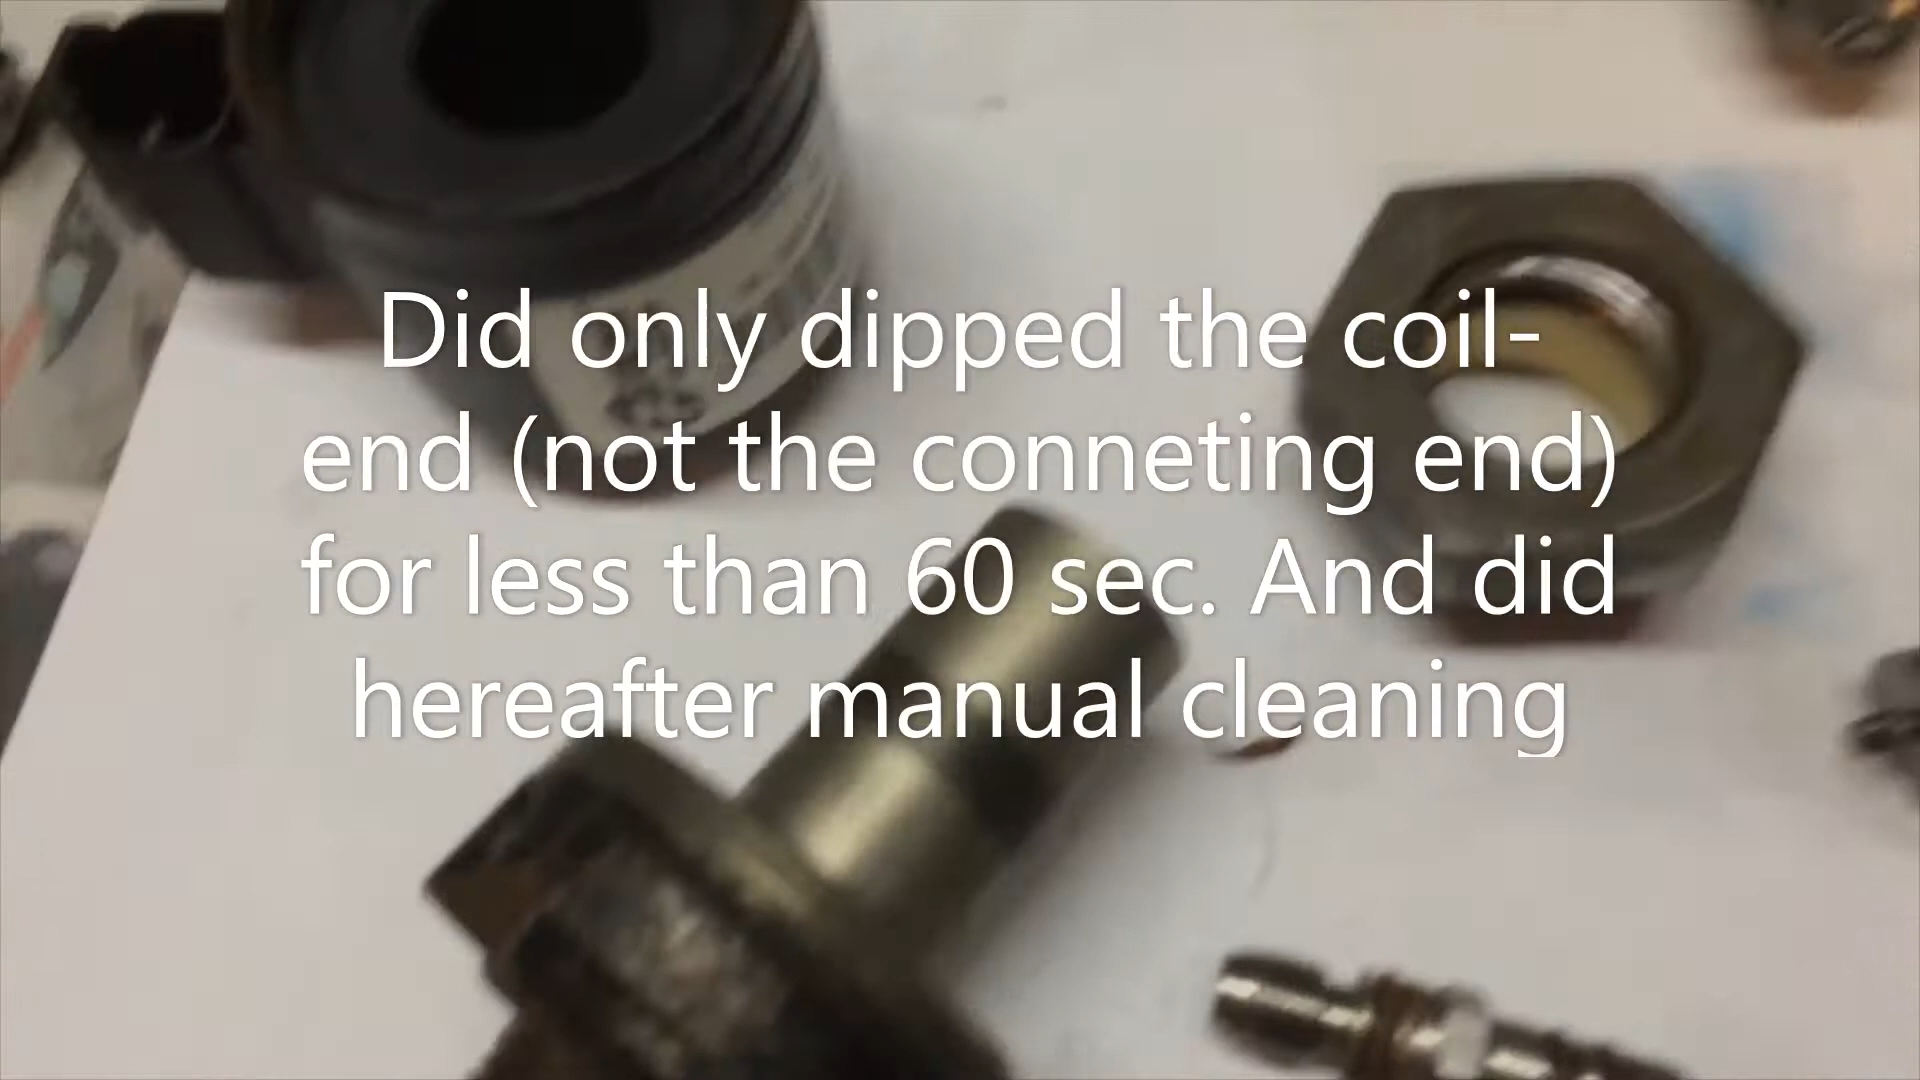 Did only dipped the coil-
end (not the conneting end)
for less than 60 sec. And did
hereafter manual cleaning